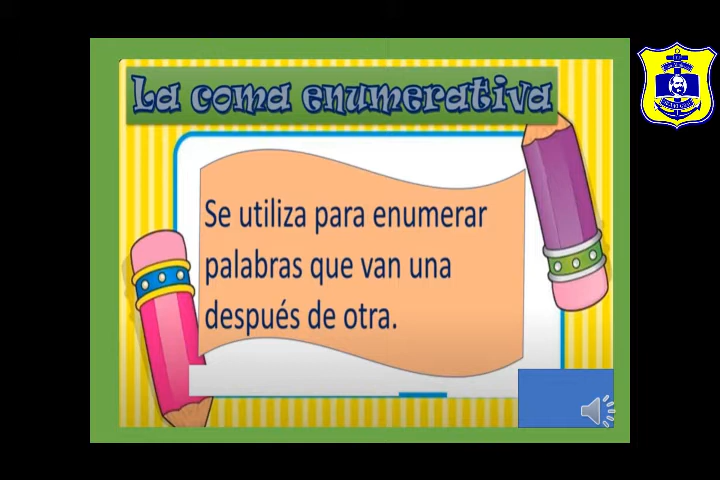 La coma enumerativa
Se utiliza para enumerar
palabras que van una
después de otra.